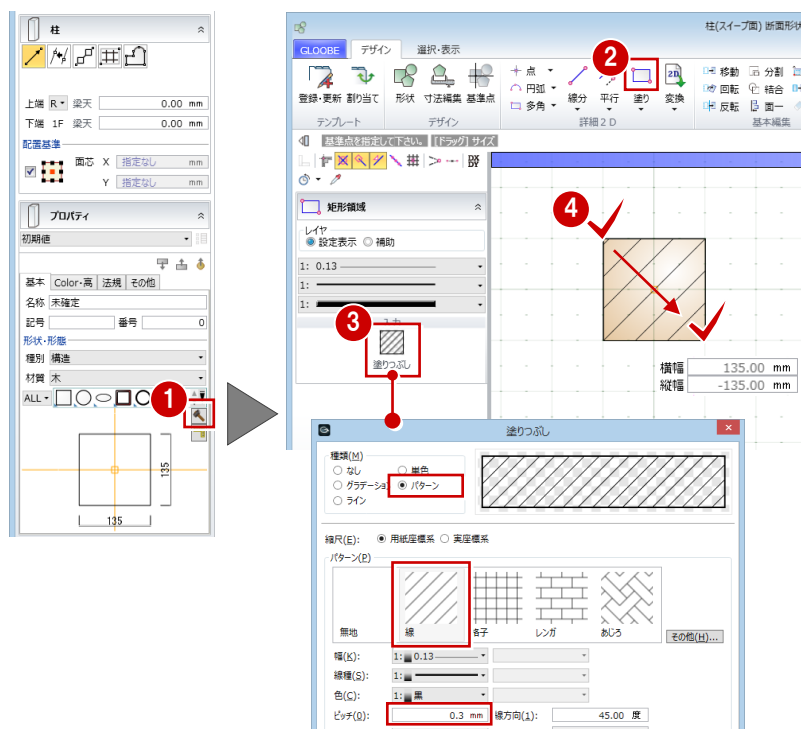 柱
上端 R 梁天 0.00 mm
下端 1F 梁天 0.00 mm
配置基準
面芯 X 指定なし mm
Y 指定なし mm
プロパティ
初期値
基本 Color・高 法規 その他
名称 未確定
記号 番号 0
形状・形態
種別 構造
材質 木
ALL
1
135
135
柱(スイープ面) 断面形状
GLOOBE デザイン 選択・表示
2
登録・更新 割り当て 形状 寸法編集 基準点
点
円弧
多角
線分 平行 塗り 変換
移動 分割
回転 結合
反転 面一
テンプレート デザイン 詳細2D 基本編集
基準点を指定して下さい。 [ドラッグ] サイズ
矩形領域
レイヤ
設定表示 補助
1: 0.13
1:
1:
入力
3
塗りつぶし
4
横幅 135.00 mm
縦幅 -135.00 mm
塗りつぶし
種類(M)
なし 単色
グラデーション パターン
ライン
縮尺(E): 用紙座標系 実座標系
パターン(P)
無地 線 格子 レンガ あじろ その他(H)...
幅(K): 1: 0.13
線種(S): 1:
色(C): 1: 黒
ピッチ(0): 0.3 mm 線方向(1): 45.00 度